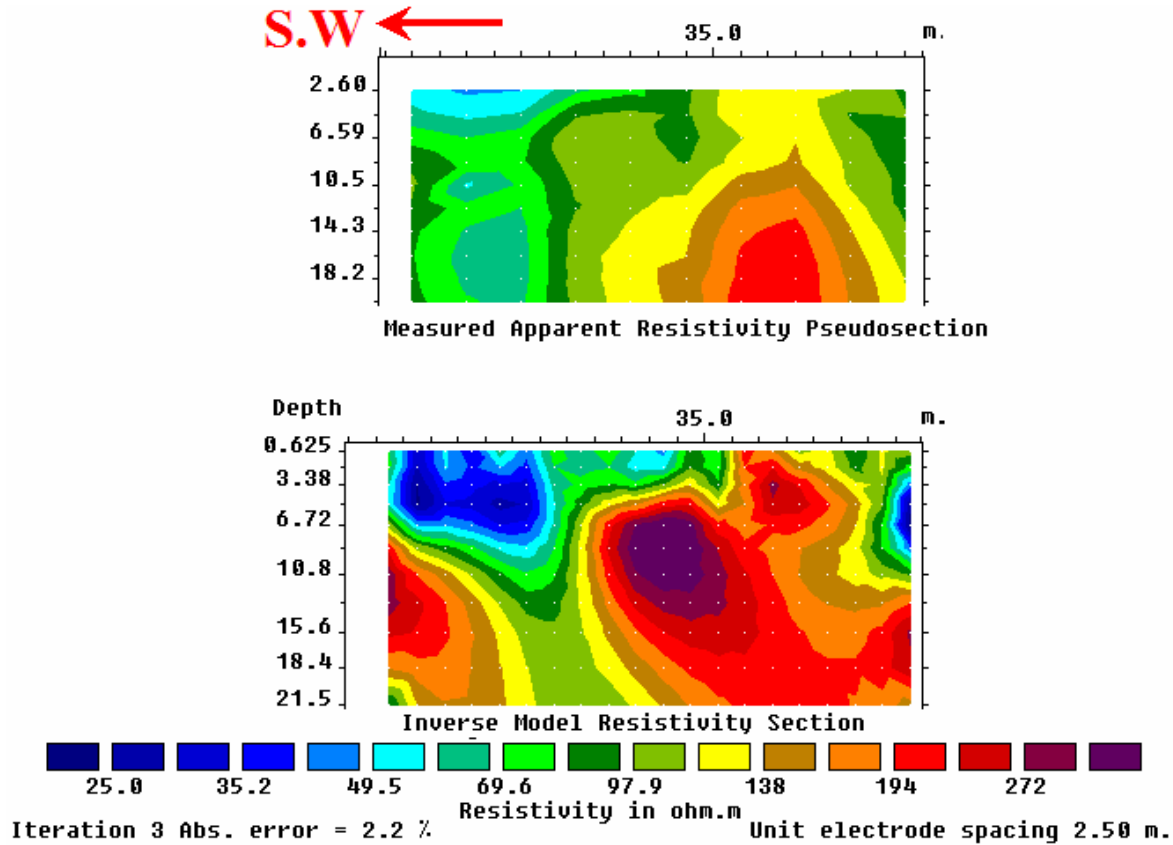 S.W
35.0 m.
2.60
6.59
10.5
14.3
18.2
Measured Apparent Resistivity Pseudosection
Depth 35.0 m.
0.625
3.38
6.72
10.8
15.6
18.4
21.5
Inverse Model Resistivity Section
25.0 35.2 49.5 69.6 97.9 138 194 272
Resistivity in ohm.m
Iteration 3 Abs. error = 2.2 % Unit electrode spacing 2.50 m.